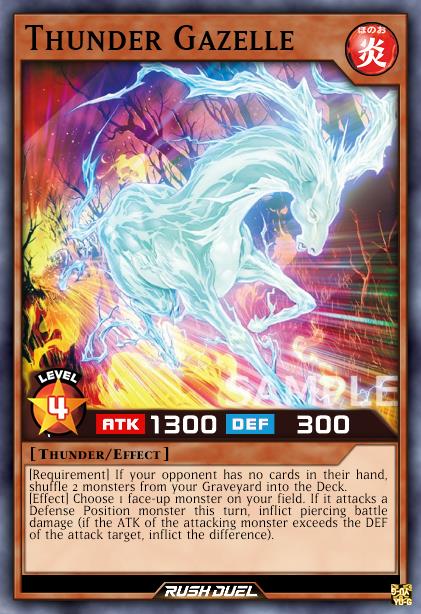 THUNDER GAZELLE
ほのお
炎
SAMPLE
LEVEL
4
ATK 1300 DEF 300
[THUNDER/EFFECT]
[Requirement] If your opponent has no cards in their hand,
shuffle 2 monsters from your Graveyard into the Deck.
[Effect] Choose 1 face-up monster on your field. If it attacks a
Defense Position monster this turn, inflict piercing battle
damage (if the ATK of the attacking monster exceeds the DEF
of the attack target, inflict the difference).
RUSH DUEL